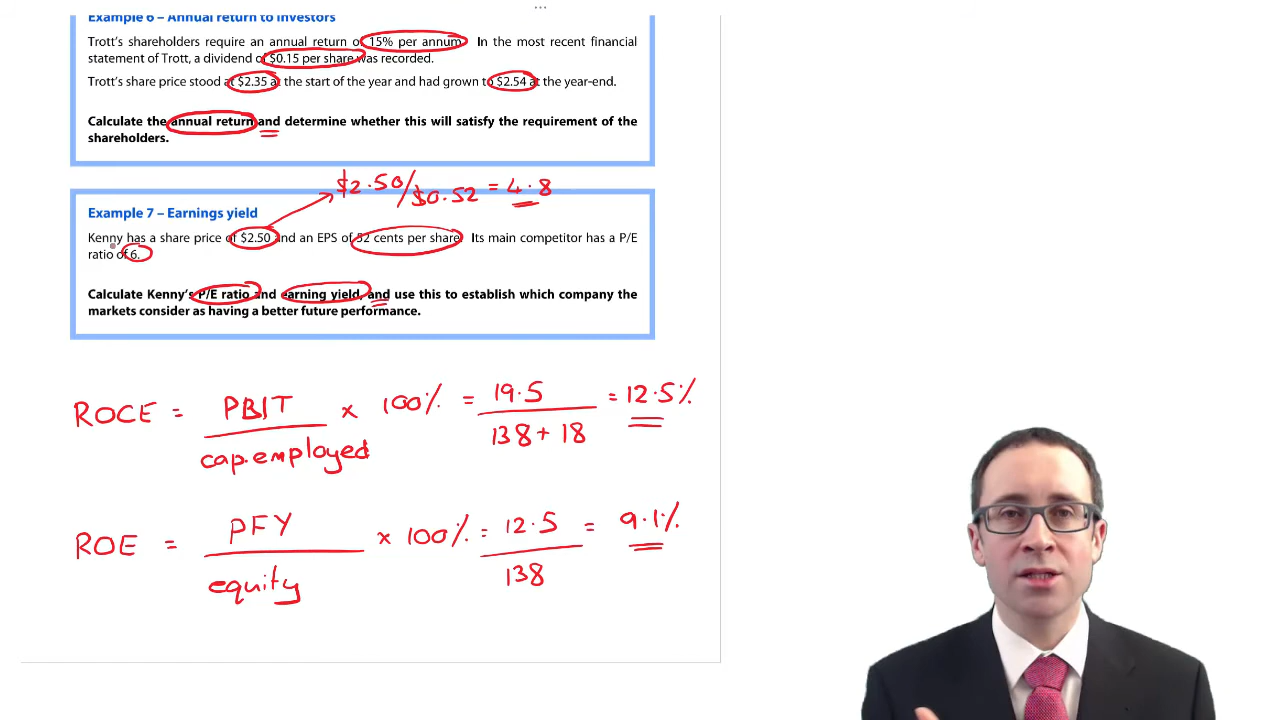 Example 6 – Annual return to investors
Trott's shareholders require an annual return of 15% per annum. In the most recent financial
statement of Trott, a dividend of $0.15 per share was recorded.
Trott's share price stood at $2.35 at the start of the year and had grown to $2.54 at the year-end.
Calculate the annual return and determine whether this will satisfy the requirement of the
shareholders.
$2.50/$0.52 = 4.8
Example 7 – Earnings yield
Kenny has a share price of $2.50 and an EPS of 52 cents per share. Its main competitor has a P/E
ratio of 6.
Calculate Kenny's P/E ratio and earning yield, and use this to establish which company the
markets consider as having a better future performance.
ROCE = PBIT / cap.employed × 100% = 19.5 / 138 + 18 = 12.5%
ROE = PFY / equity × 100% = 12.5 / 138 = 9.1%